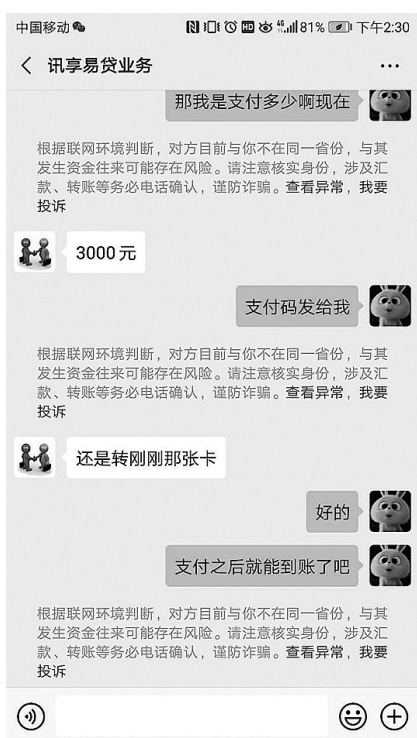 中国移动 HD 4G 81% 下午2:30
讯享易贷业务
那我是支付多少啊现在
根据联网环境判断，对方目前与你不在同一省份，与其
发生资金往来可能存在风险。请注意核实身份，涉及汇
款、转账等务必电话确认，谨防诈骗。查看异常，我要
投诉
3000元
支付码发给我
根据联网环境判断，对方目前与你不在同一省份，与其
发生资金往来可能存在风险。请注意核实身份，涉及汇
款、转账等务必电话确认，谨防诈骗。查看异常，我要
投诉
还是转刚刚那张卡
好的
支付之后就能到账了吧
根据联网环境判断，对方目前与你不在同一省份，与其
发生资金往来可能存在风险。请注意核实身份，涉及汇
款、转账等务必电话确认，谨防诈骗。查看异常，我要
投诉